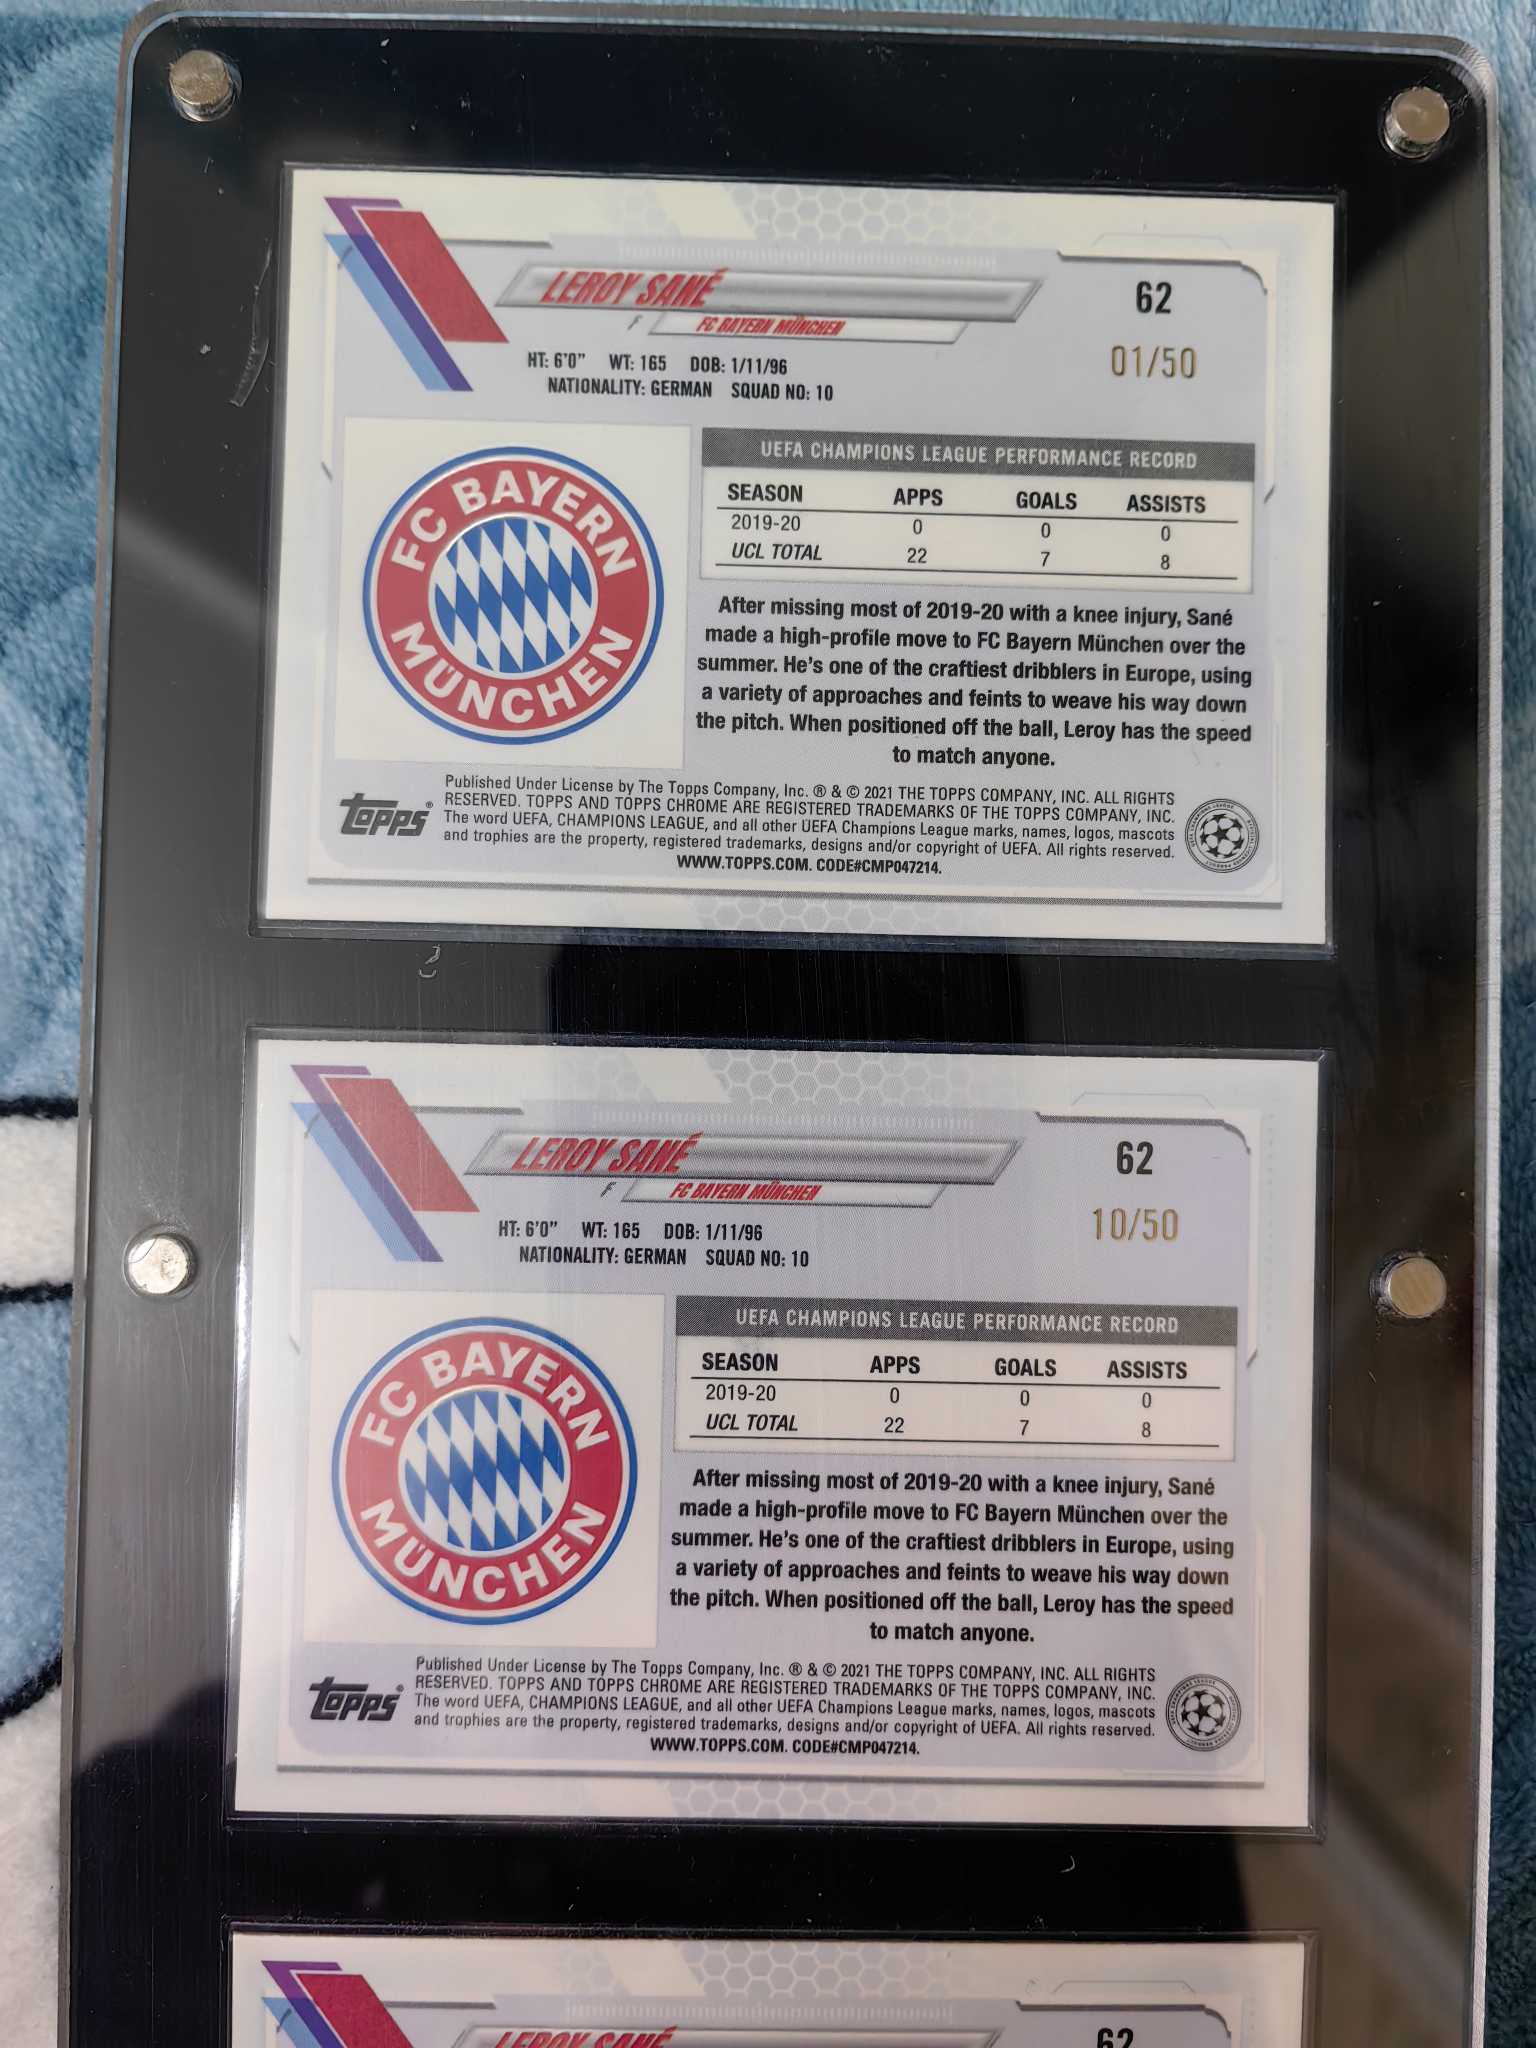 LEROY SANÉ
62
F FC BAYERN MÜNCHEN
01/50
HT: 6'0" WT: 165 DOB: 1/11/96
NATIONALITY: GERMAN SQUAD NO: 10
FC BAYERN
MÜNCHEN
UEFA CHAMPIONS LEAGUE PERFORMANCE RECORD
SEASON APPS GOALS ASSISTS
2019-20 0 0 0
UCL TOTAL 22 7 8
After missing most of 2019-20 with a knee injury, Sané
made a high-profile move to FC Bayern München over the
summer. He's one of the craftiest dribblers in Europe, using
a variety of approaches and feints to weave his way down
the pitch. When positioned off the ball, Leroy has the speed
to match anyone.
topps®
Published Under License by The Topps Company, Inc. ® & © 2021 THE TOPPS COMPANY, INC. ALL RIGHTS
RESERVED. TOPPS AND TOPPS CHROME ARE REGISTERED TRADEMARKS OF THE TOPPS COMPANY, INC.
The word UEFA, CHAMPIONS LEAGUE, and all other UEFA Champions League marks, names, logos, mascots
and trophies are the property, registered trademarks, designs and/or copyright of UEFA. All rights reserved.
WWW.TOPPS.COM. CODE#CMP047214.
LEROY SANÉ
62
F FC BAYERN MÜNCHEN
10/50
HT: 6'0" WT: 165 DOB: 1/11/96
NATIONALITY: GERMAN SQUAD NO: 10
FC BAYERN
MÜNCHEN
UEFA CHAMPIONS LEAGUE PERFORMANCE RECORD
SEASON APPS GOALS ASSISTS
2019-20 0 0 0
UCL TOTAL 22 7 8
After missing most of 2019-20 with a knee injury, Sané
made a high-profile move to FC Bayern München over the
summer. He's one of the craftiest dribblers in Europe, using
a variety of approaches and feints to weave his way down
the pitch. When positioned off the ball, Leroy has the speed
to match anyone.
topps®
Published Under License by The Topps Company, Inc. ® & © 2021 THE TOPPS COMPANY, INC. ALL RIGHTS
RESERVED. TOPPS AND TOPPS CHROME ARE REGISTERED TRADEMARKS OF THE TOPPS COMPANY, INC.
The word UEFA, CHAMPIONS LEAGUE, and all other UEFA Champions League marks, names, logos, mascots
and trophies are the property, registered trademarks, designs and/or copyright of UEFA. All rights reserved.
WWW.TOPPS.COM. CODE#CMP047214.
LEROY SANÉ
62